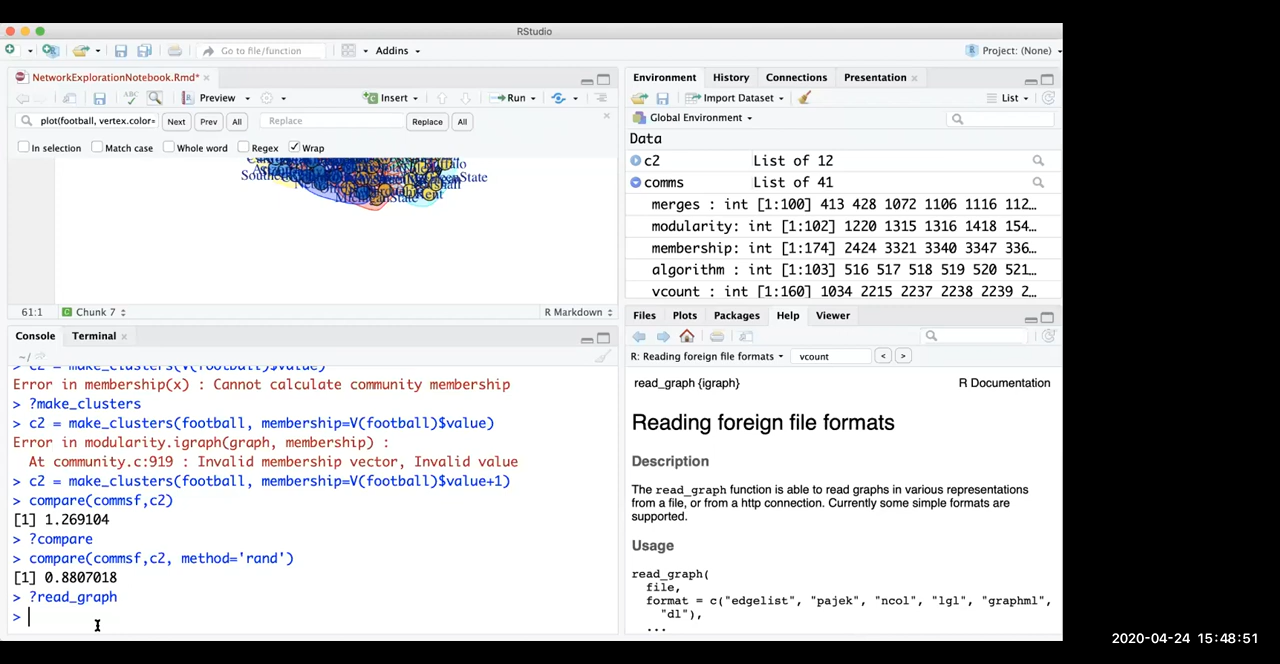 RStudio
Go to file/function
Addins
Project: (None)
NetworkExplorationNotebook.Rmd*
Preview
Insert
Run
plot(football, vertex.color=
Next
Prev
All
Replace
Replace
All
In selection
Match case
Whole word
Regex
Wrap
MichiganState
61:1
Chunk 7
R Markdown
Console
Terminal
~/
> c2 = make_clusters(V(football)$value)
Error in membership(x) : Cannot calculate community membership
> ?make_clusters
> c2 = make_clusters(football, membership=V(football)$value)
Error in modularity.igraph(graph, membership) :
At community.c:919 : Invalid membership vector, Invalid value
> c2 = make_clusters(football, membership=V(football)$value+1)
> compare(commsf,c2)
[1] 1.269104
> ?compare
> compare(commsf,c2, method='rand')
[1] 0.8807018
> ?read_graph
>
Environment
History
Connections
Presentation
Import Dataset
List
Global Environment
Data
c2 List of 12
comms List of 41
merges : int [1:100] 413 428 1072 1106 1116 112…
modularity: int [1:102] 1220 1315 1316 1418 154…
membership: int [1:174] 2424 3321 3340 3347 336…
algorithm : int [1:103] 516 517 518 519 520 521…
vcount : int [1:160] 1034 2215 2237 2238 2239 2…
Files
Plots
Packages
Help
Viewer
R: Reading foreign file formats
vcount
<
>
read_graph {igraph}
R Documentation
Reading foreign file formats
Description
The read_graph function is able to read graphs in various representations
from a file, or from a http connection. Currently some simple formats are
supported.
Usage
read_graph(
file,
format = c("edgelist", "pajek", "ncol", "lgl", "graphml",
"dl"),
...
2020-04-24 15:48:51